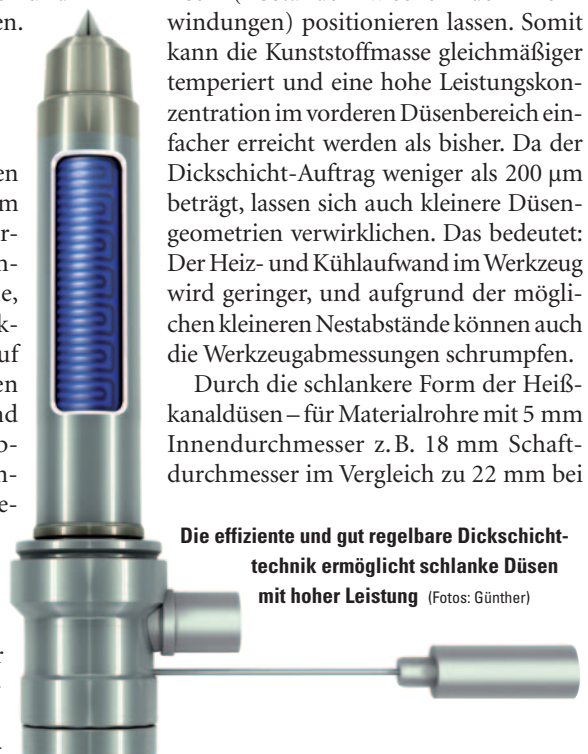 en.
en
m
r-
n-
e,
k-
uf
en
nd
b-
n-
e-
r
windungen) positionieren lassen. Somit
kann die Kunststoffmasse gleichmäßiger
temperiert und eine hohe Leistungskon-
zentration im vorderen Düsenbereich ein-
facher erreicht werden als bisher. Da der
Dickschicht-Auftrag weniger als 200 µm
beträgt, lassen sich auch kleinere Düsen-
geometrien verwirklichen. Das bedeutet:
Der Heiz- und Kühlaufwand im Werkzeug
wird geringer, und aufgrund der mögli-
chen kleineren Nestabstände können auch
die Werkzeugabmessungen schrumpfen.
Durch die schlankere Form der Heiß-
kanaldüsen – für Materialrohre mit 5 mm
Innendurchmesser z. B. 18 mm Schaft-
durchmesser im Vergleich zu 22 mm bei
Die effiziente und gut regelbare Dickschicht-
technik ermöglicht schlanke Düsen
mit hoher Leistung (Fotos: Günther)